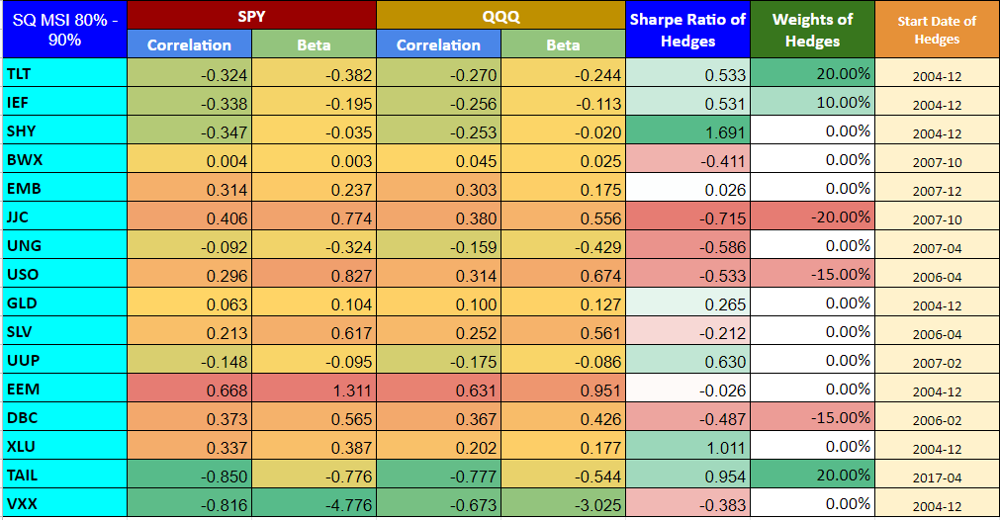 SQ MSI 80% - 90% SPY QQQ Sharpe Ratio of Hedges Weights of Hedges Start Date of Hedges
Correlation Beta Correlation Beta
TLT -0.324 -0.382 -0.270 -0.244 0.533 20.00% 2004-12
IEF -0.338 -0.195 -0.256 -0.113 0.531 10.00% 2004-12
SHY -0.347 -0.035 -0.253 -0.020 1.691 0.00% 2004-12
BWX 0.004 0.003 0.045 0.025 -0.411 0.00% 2007-10
EMB 0.314 0.237 0.303 0.175 0.026 0.00% 2007-12
JJC 0.406 0.774 0.380 0.556 -0.715 -20.00% 2007-10
UNG -0.092 -0.324 -0.159 -0.429 -0.586 0.00% 2007-04
USO 0.296 0.827 0.314 0.674 -0.533 -15.00% 2006-04
GLD 0.063 0.104 0.100 0.127 0.265 0.00% 2004-12
SLV 0.213 0.617 0.252 0.561 -0.212 0.00% 2006-04
UUP -0.148 -0.095 -0.175 -0.086 0.630 0.00% 2007-02
EEM 0.668 1.311 0.631 0.951 -0.026 0.00% 2004-12
DBC 0.373 0.565 0.367 0.426 -0.487 -15.00% 2006-02
XLU 0.337 0.387 0.202 0.177 1.011 0.00% 2004-12
TAIL -0.850 -0.776 -0.777 -0.544 0.954 20.00% 2017-04
VXX -0.816 -4.776 -0.673 -3.025 -0.383 0.00% 2004-12